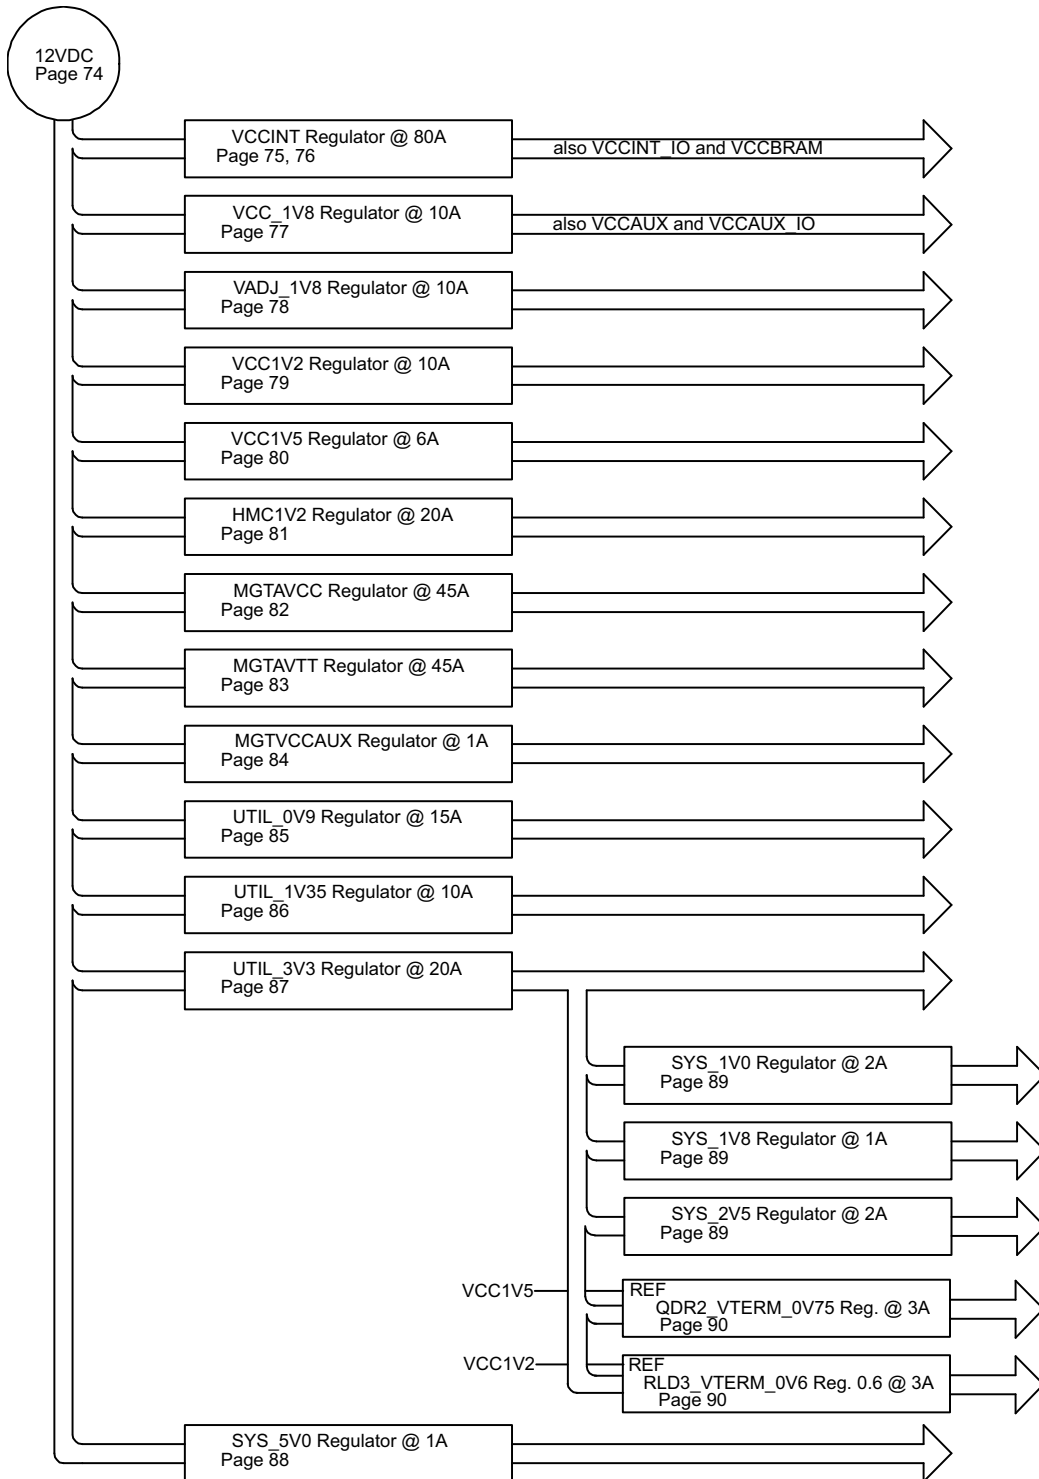 12VDC
Page 74
VCCINT Regulator @ 80A
Page 75, 76
also VCCINT_IO and VCCBRAM
VCC_1V8 Regulator @ 10A
Page 77
also VCCAUX and VCCAUX_IO
VADJ_1V8 Regulator @ 10A
Page 78
VCC1V2 Regulator @ 10A
Page 79
VCC1V5 Regulator @ 6A
Page 80
HMC1V2 Regulator @ 20A
Page 81
MGTAVCC Regulator @ 45A
Page 82
MGTAVTT Regulator @ 45A
Page 83
MGTVCCAUX Regulator @ 1A
Page 84
UTIL_0V9 Regulator @ 15A
Page 85
UTIL_1V35 Regulator @ 10A
Page 86
UTIL_3V3 Regulator @ 20A
Page 87
SYS_1V0 Regulator @ 2A
Page 89
SYS_1V8 Regulator @ 1A
Page 89
SYS_2V5 Regulator @ 2A
Page 89
VCC1V5
REF
QDR2_VTERM_0V75 Reg. @ 3A
Page 90
VCC1V2
REF
RLD3_VTERM_0V6 Reg. 0.6 @ 3A
Page 90
SYS_5V0 Regulator @ 1A
Page 88